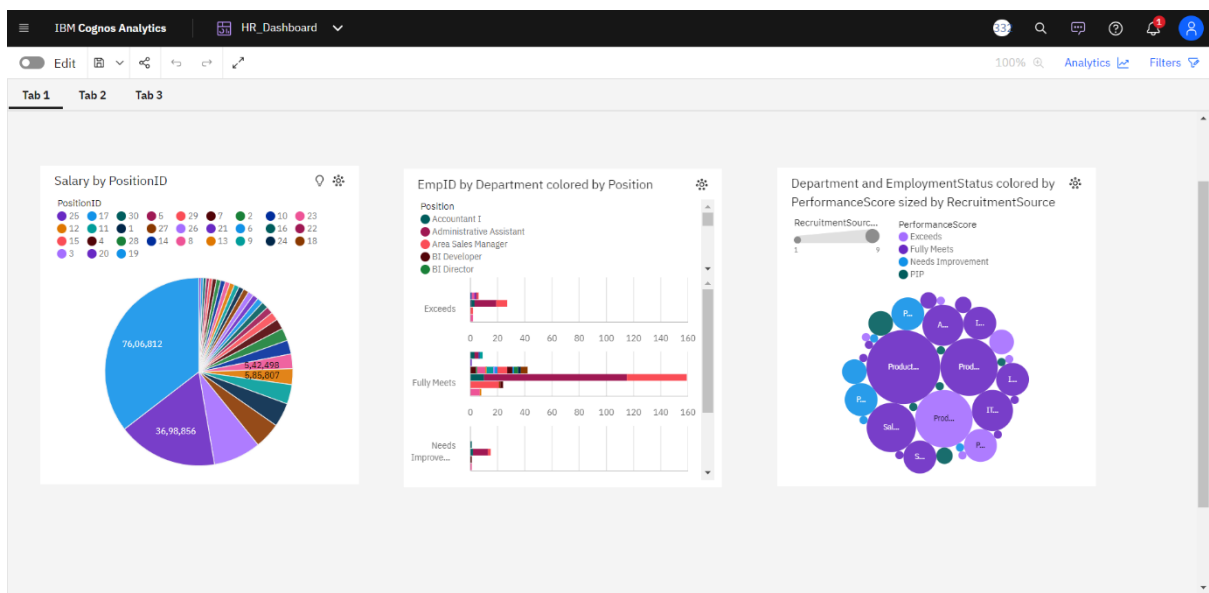 IBM Cognos Analytics HR_Dashboard 332 1
Edit 100% Analytics Filters
Tab 1 Tab 2 Tab 3
Salary by PositionID
PositionID
25 17 30 5 29 7 2 10 23
12 11 1 27 26 21 6 16 22
15 4 28 14 8 13 9 24 18
3 20 19
76,06,812
5,42,498
5,85,807
36,98,856
EmpID by Department colored by Position
Position
Accountant I
Administrative Assistant
Area Sales Manager
BI Developer
BI Director
Exceeds
0 20 40 60 80 100 120 140 160
Fully Meets
0 20 40 60 80 100 120 140 160
Needs
Improve...
Department and EmploymentStatus colored by
PerformanceScore sized by RecruitmentSource
RecruitmentSourc...
1 9
PerformanceScore
Exceeds
Fully Meets
Needs Improvement
PIP
P...
A...
I...
Product...
Prod...
I...
P...
Prod...
IT...
Sal...
S...
P...